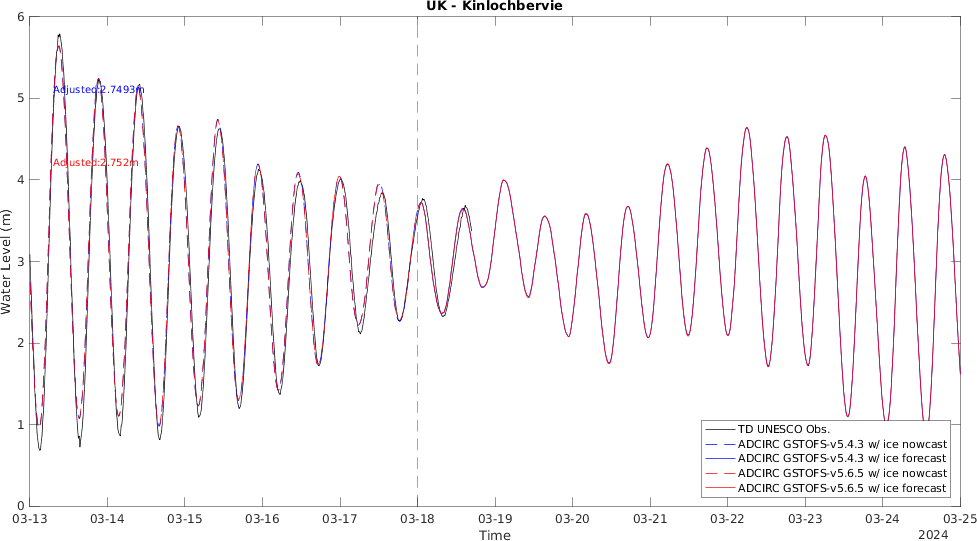 UK - Kinlochbervie
6
5
4
3
2
1
0
Water Level (m)
Adjusted:2.7493m
Adjusted:2.752m
TD UNESCO Obs.
ADCIRC GSTOFS-v5.4.3 w/ ice nowcast
ADCIRC GSTOFS-v5.4.3 w/ ice forecast
ADCIRC GSTOFS-v5.6.5 w/ ice nowcast
ADCIRC GSTOFS-v5.6.5 w/ ice forecast
03-13 03-14 03-15 03-16 03-17 03-18 03-19 03-20 03-21 03-22 03-23 03-24 03-25
Time
2024